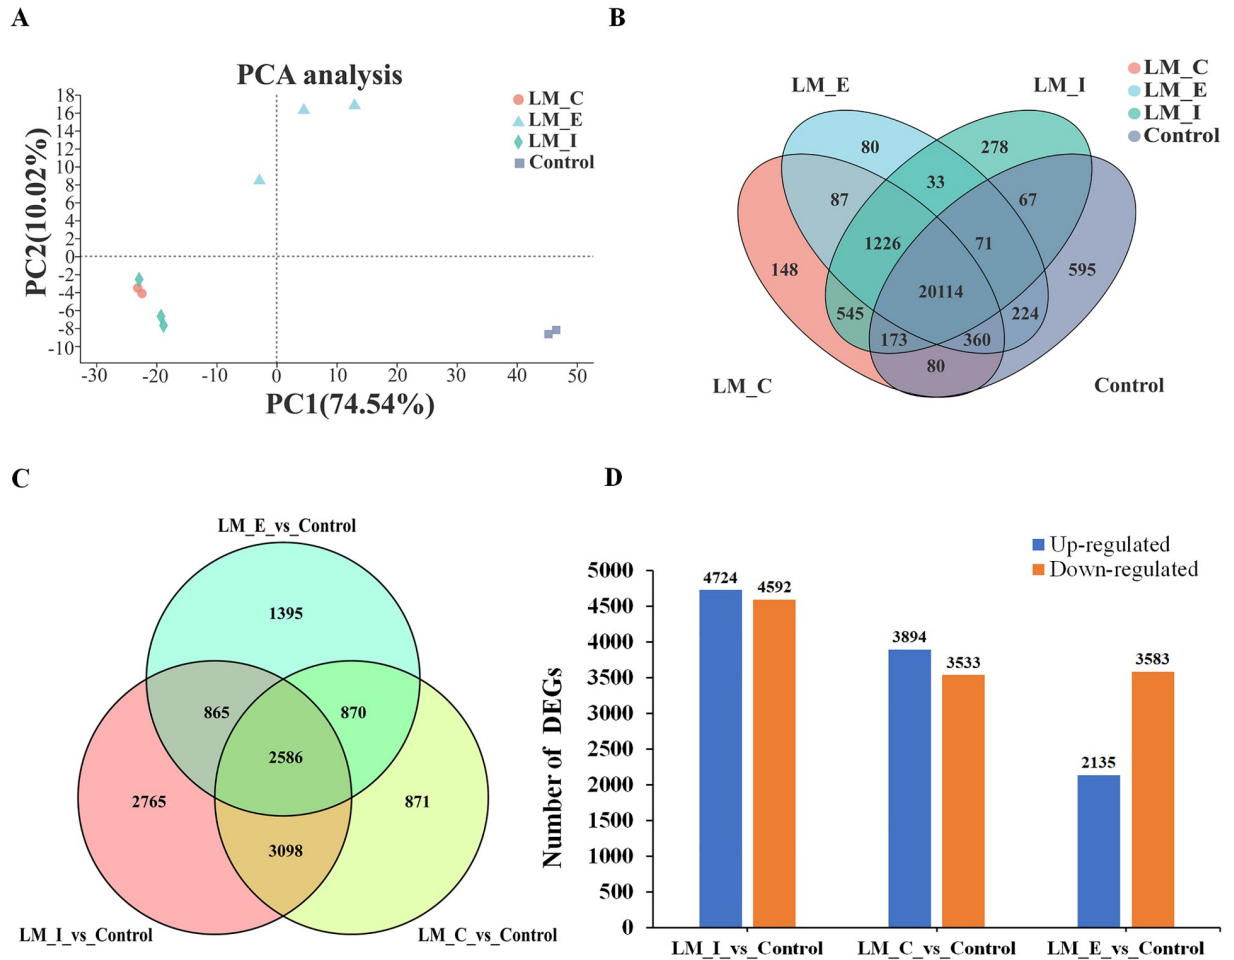 A
PCA analysis
LM_C
LM_E
LM_I
Control
PC2(10.02%)
18
16
14
12
10
8
6
4
2
0
-2
-4
-6
-8
-10
-30 -20 -10 0 10 20 30 40 50
PC1(74.54%)
B
LM_E
LM_I
LM_C
LM_E
LM_I
Control
80
278
87
33
67
1226
71
148
595
20114
545
224
173
360
80
LM_C
Control
C
LM_E_vs_Control
1395
865
870
2586
2765
871
3098
LM_I_vs_Control
LM_C_vs_Control
D
Up-regulated
Down-regulated
Number of DEGs
5000
4500
4000
3500
3000
2500
2000
1500
1000
500
0
4724
4592
3894
3533
2135
3583
LM_I_vs_Control
LM_C_vs_Control
LM_E_vs_Control